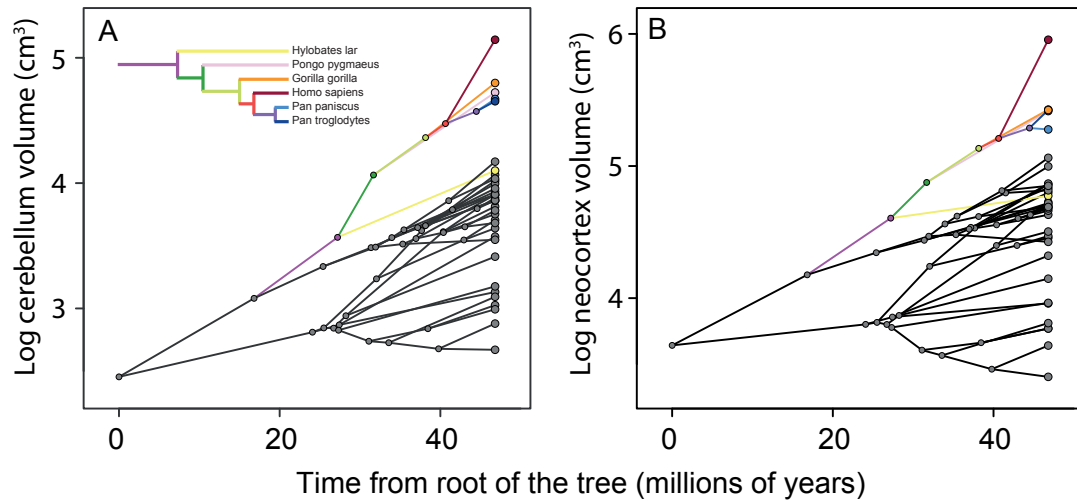 A
Log cerebellum volume (cm³)
5
4
3
0
20
40
Hylobates lar
Pongo pygmaeus
Gorilla gorilla
Homo sapiens
Pan paniscus
Pan troglodytes
B
Log neocortex volume (cm³)
6
5
4
0
20
40
Time from root of the tree (millions of years)